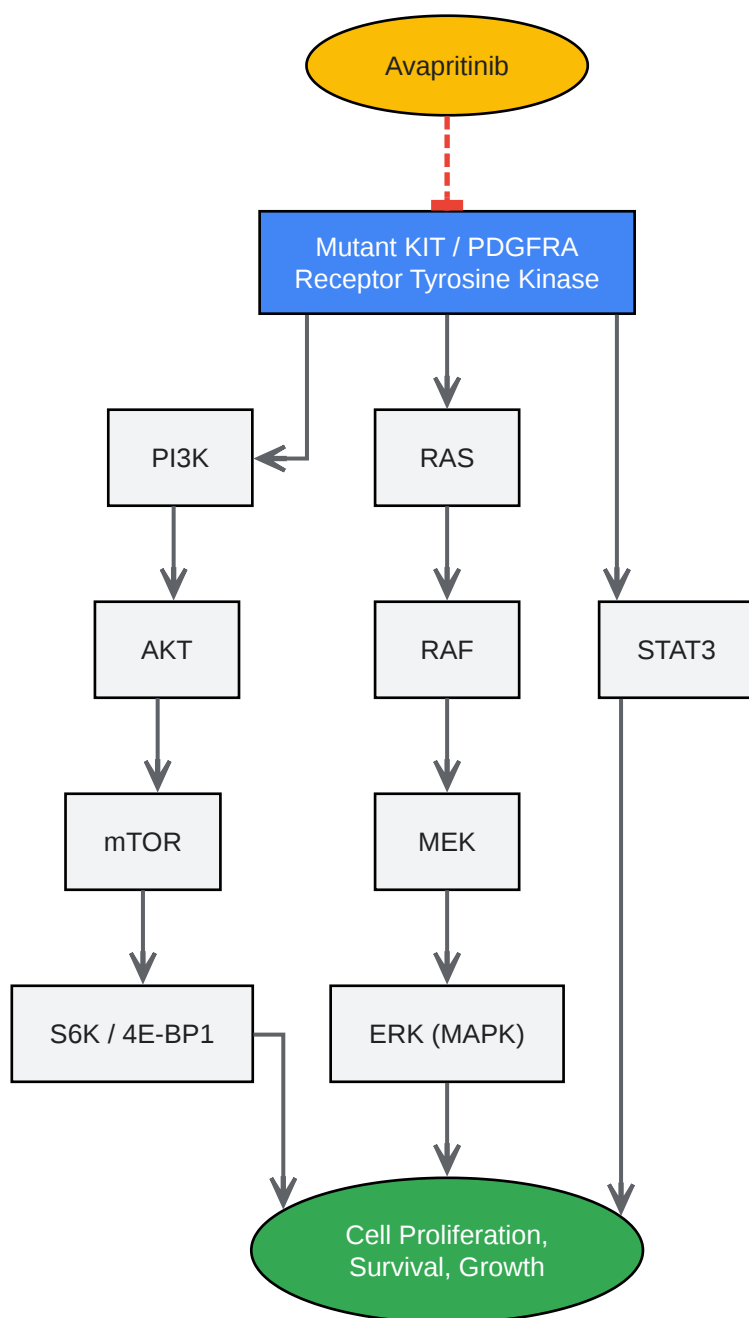 Avapritinib
Mutant KIT / PDGFRA
Receptor Tyrosine Kinase
PI3K
RAS
AKT
RAF
STAT3
mTOR
MEK
S6K / 4E-BP1
ERK (MAPK)
Cell Proliferation,
Survival, Growth